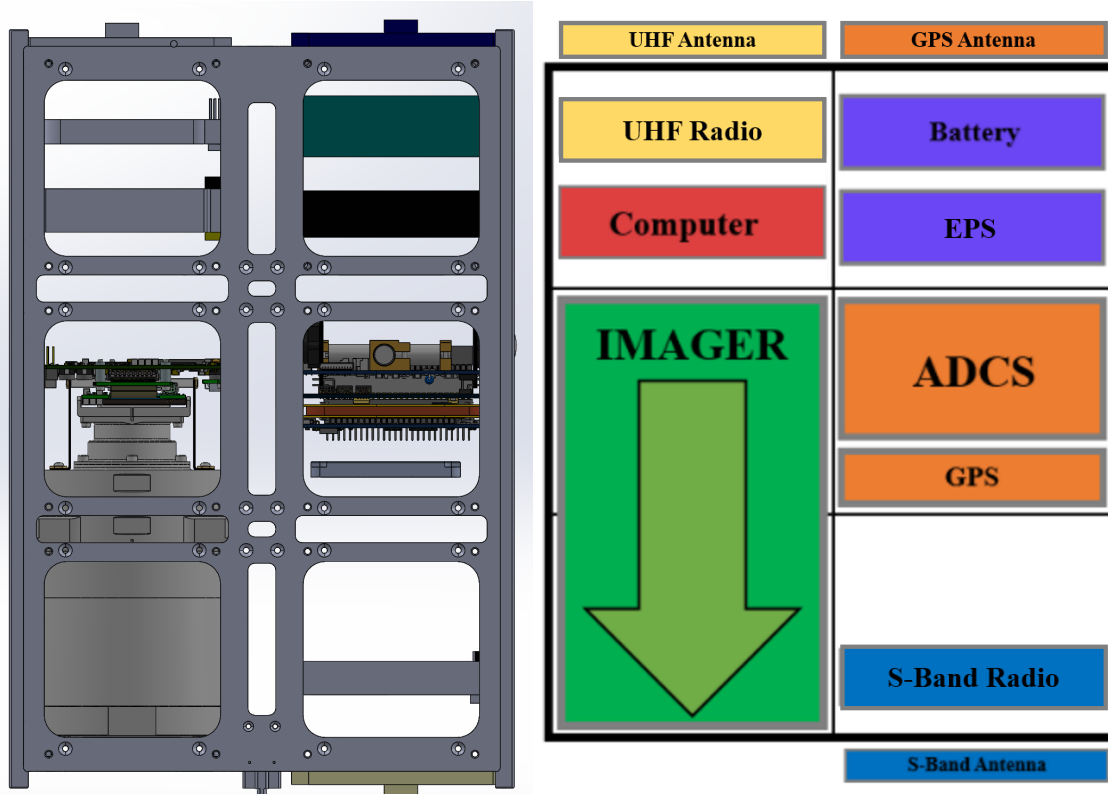 UHF Antenna
GPS Antenna
UHF Radio
Battery
Computer
EPS
IMAGER
ADCS
GPS
S-Band Radio
S-Band Antenna